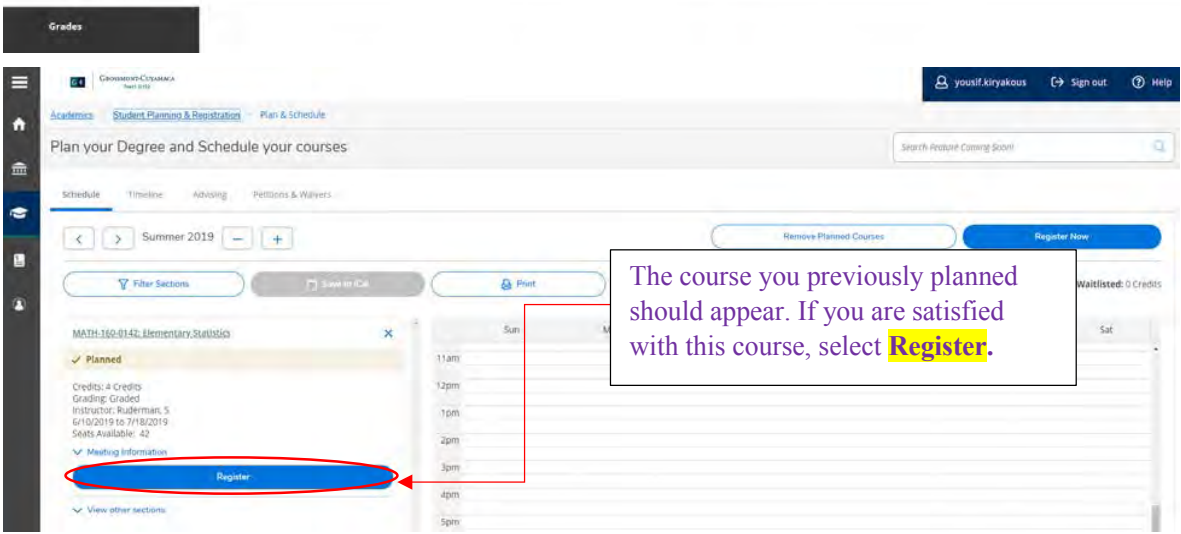 Grades
GROSSMONT-CUYAMACA
yousif.kiryakous Sign out Help
Academics Student Planning & Registration Plan & Schedule
Plan your Degree and Schedule your courses
Search Feature Coming Soon!
Schedule Timeline Advising Petitions & Waivers
Summer 2019
Remove Planned Courses Register Now
Filter Sections Save to iCal Print
Waitlisted: 0 Credits
The course you previously planned
should appear. If you are satisfied
with this course, select Register.
MATH-160-0142: Elementary Statistics
Sun M Sat
Planned
Credits: 4 Credits
Grading: Graded
Instructor: Ruderman, S
6/10/2019 to 7/18/2019
Seats Available: 42
Meeting Information
Register
View other sections
11am
12pm
1pm
2pm
3pm
4pm
5pm